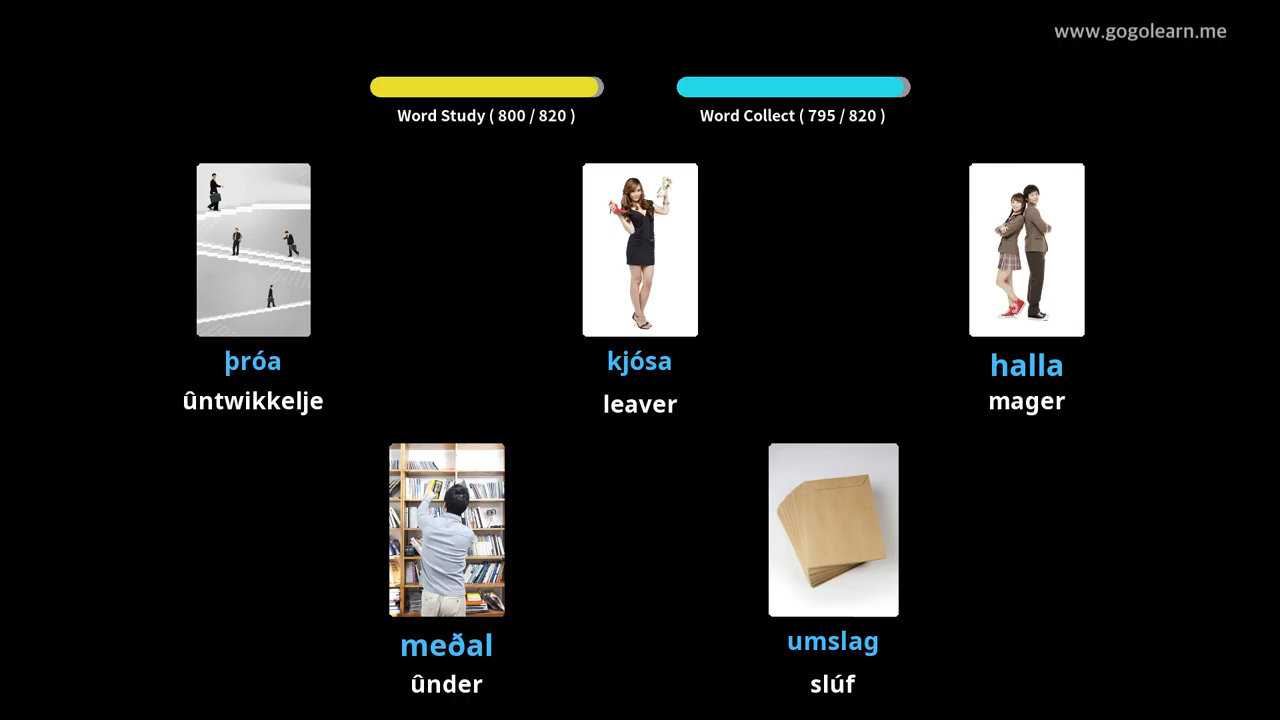 www.gogolearn.me
Word Study ( 800 / 820 )
Word Collect ( 795 / 820 )
þróa
ûntwikkelje
kjósa
leaver
halla
mager
meðal
ûnder
umslag
slúf